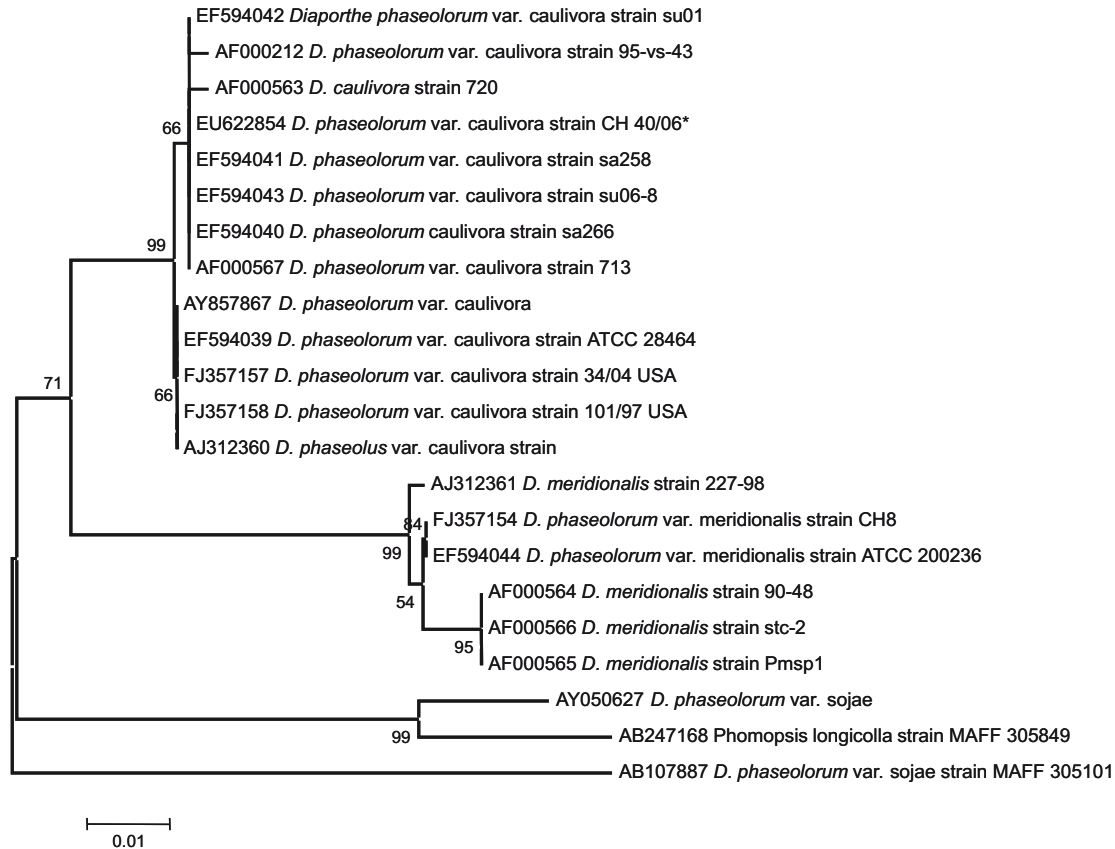 EF594042 Diaporthe phaseolorum var. caulivora strain su01
AF000212 D. phaseolorum var. caulivora strain 95-vs-43
AF000563 D. caulivora strain 720
66
EU622854 D. phaseolorum var. caulivora strain CH 40/06*
EF594041 D. phaseolorum var. caulivora strain sa258
EF594043 D. phaseolorum var. caulivora strain su06-8
EF594040 D. phaseolorum caulivora strain sa266
99
AF000567 D. phaseolorum var. caulivora strain 713
AY857867 D. phaseolorum var. caulivora
EF594039 D. phaseolorum var. caulivora strain ATCC 28464
71
FJ357157 D. phaseolorum var. caulivora strain 34/04 USA
66
FJ357158 D. phaseolorum var. caulivora strain 101/97 USA
AJ312360 D. phaseolus var. caulivora strain
AJ312361 D. meridionalis strain 227-98
84
FJ357154 D. phaseolorum var. meridionalis strain CH8
99
EF594044 D. phaseolorum var. meridionalis strain ATCC 200236
AF000564 D. meridionalis strain 90-48
54
AF000566 D. meridionalis strain stc-2
95
AF000565 D. meridionalis strain Pmsp1
AY050627 D. phaseolorum var. sojae
99
AB247168 Phomopsis longicolla strain MAFF 305849
AB107887 D. phaseolorum var. sojae strain MAFF 305101
0.01